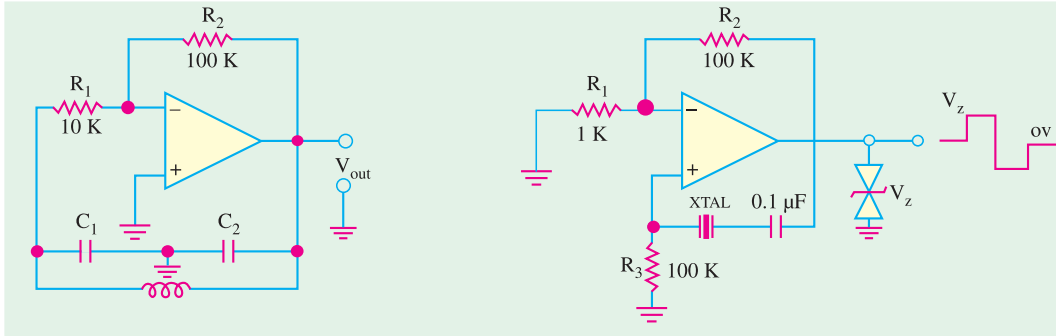 R2
100 K
R1
10 K
−
+
Vout
C1
C2
R2
100 K
R1
1 K
−
+
XTAL
0.1 μF
R3
100 K
Vz
Vz
ov